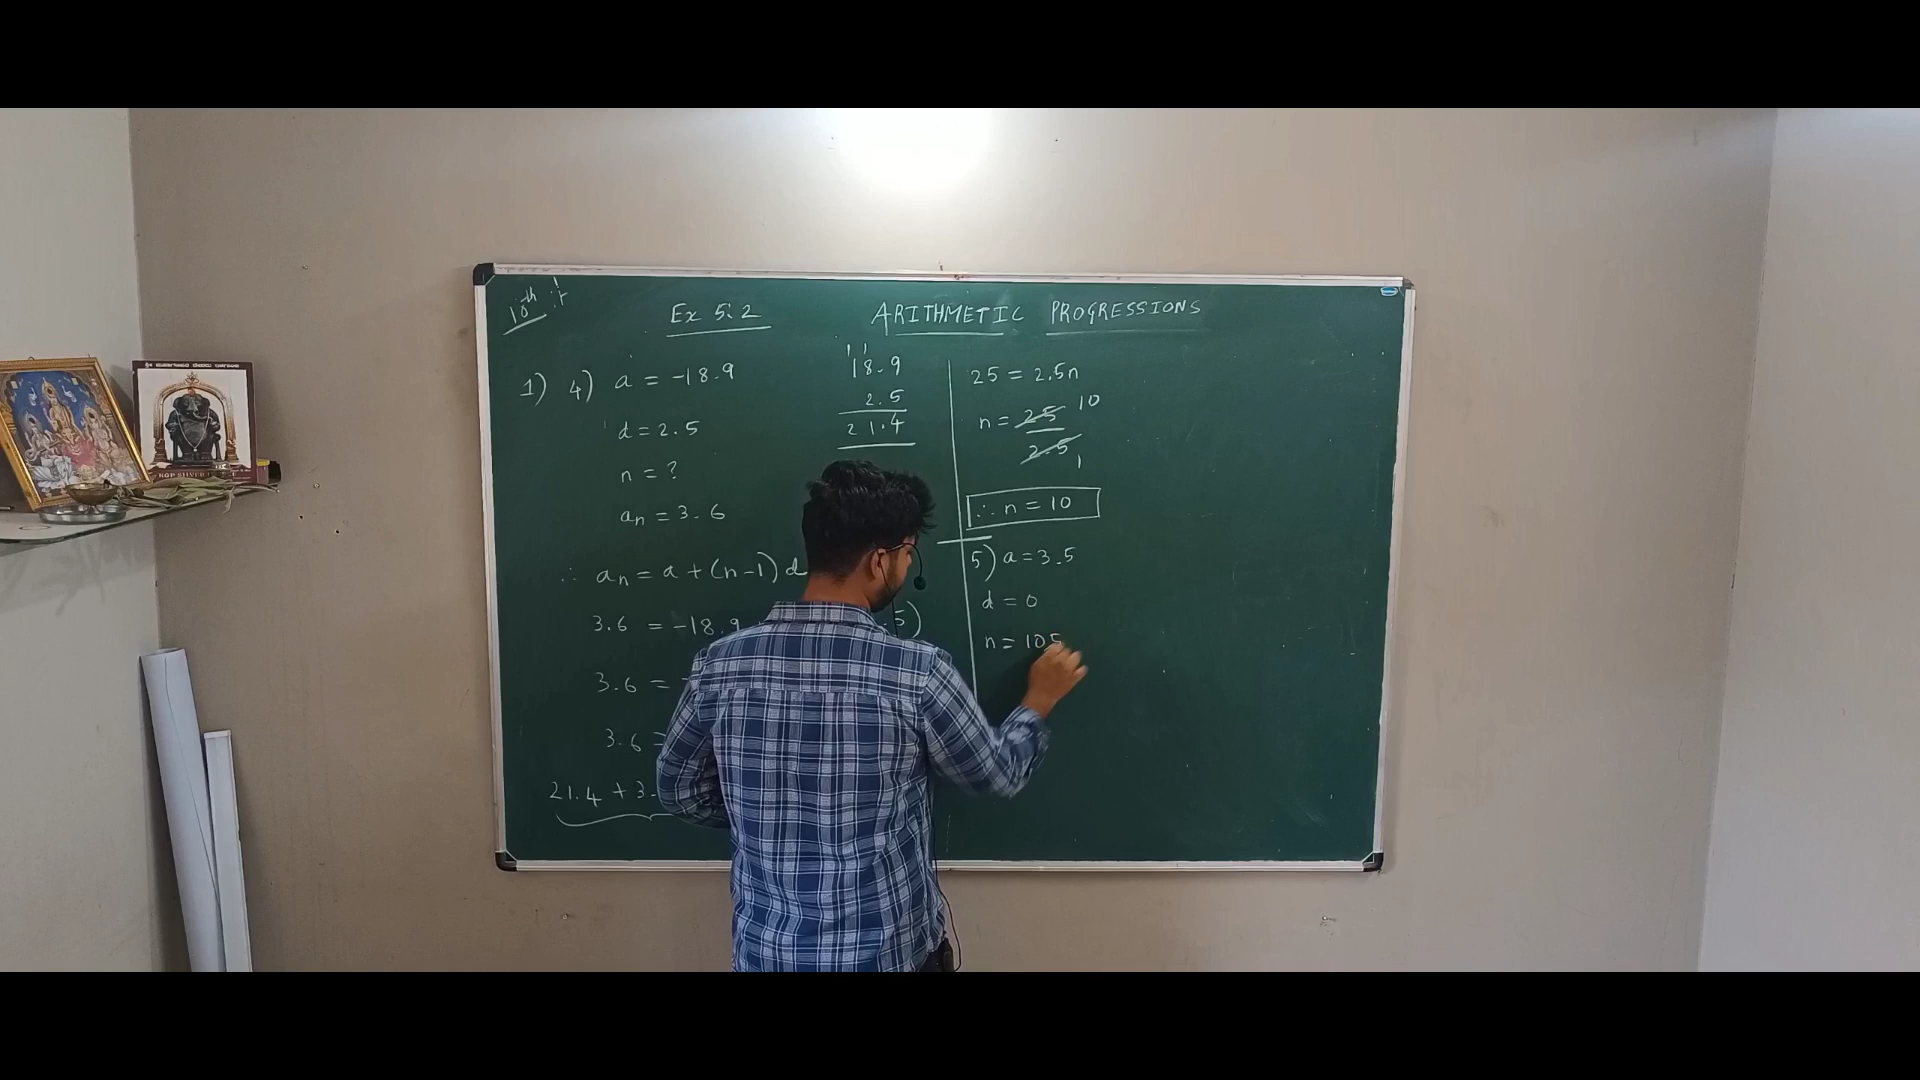 10th
Ex 5.2 ARITHMETIC PROGRESSIONS
1) 4) a = -18.9
d = 2.5
n = ?
an = 3.6
∴ an = a + (n-1) d
3.6 = -18.9 .5)
3.6 =
3.6 =
21.4 + 3.
18.9
2.5
21.4
25 = 2.5n
n = 25 10
2.5 1
∴ n = 10
5) a = 3.5
d = 0
n = 105